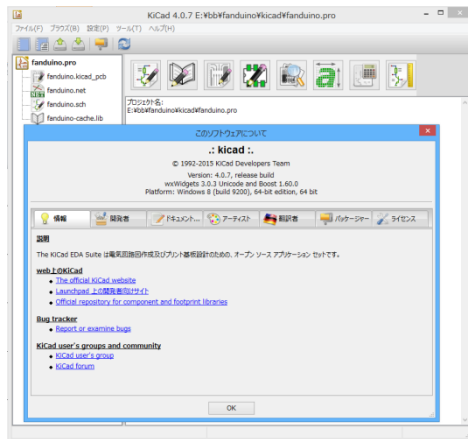 KiCad 4.0.7 E:¥bb¥fanduino¥kicad¥fanduino.pro
ファイル(F) ブラウズ(B) 設定(P) ツール(T) ヘルプ(H)
fanduino.pro
fanduino.kicad_pcb
fanduino.net
fanduino.sch
fanduino-cache.lib
プロジェクト名:
E:¥bb¥fanduino¥kicad¥fanduino.pro
このソフトウェアについて
.: kicad :.
© 1992-2015 KiCad Developers Team
Version: 4.0.7, release build
wxWidgets 3.0.3 Unicode and Boost 1.60.0
Platform: Windows 8 (build 9200), 64-bit edition, 64 bit
情報 開発者 ドキュメント... アーティスト 翻訳者 パッケージャー ライセンス
説明
The KiCad EDA Suite は電気回路図作成及びプリント基板設計のための、オープン ソース アプリケーション セットです。
web上のKiCad
The official KiCad website
Launchpad 上の開発者向けサイト
Official repository for component and footprint libraries
Bug tracker
Report or examine bugs
KiCad user's groups and community
KiCad user's group
KiCad forum
OK